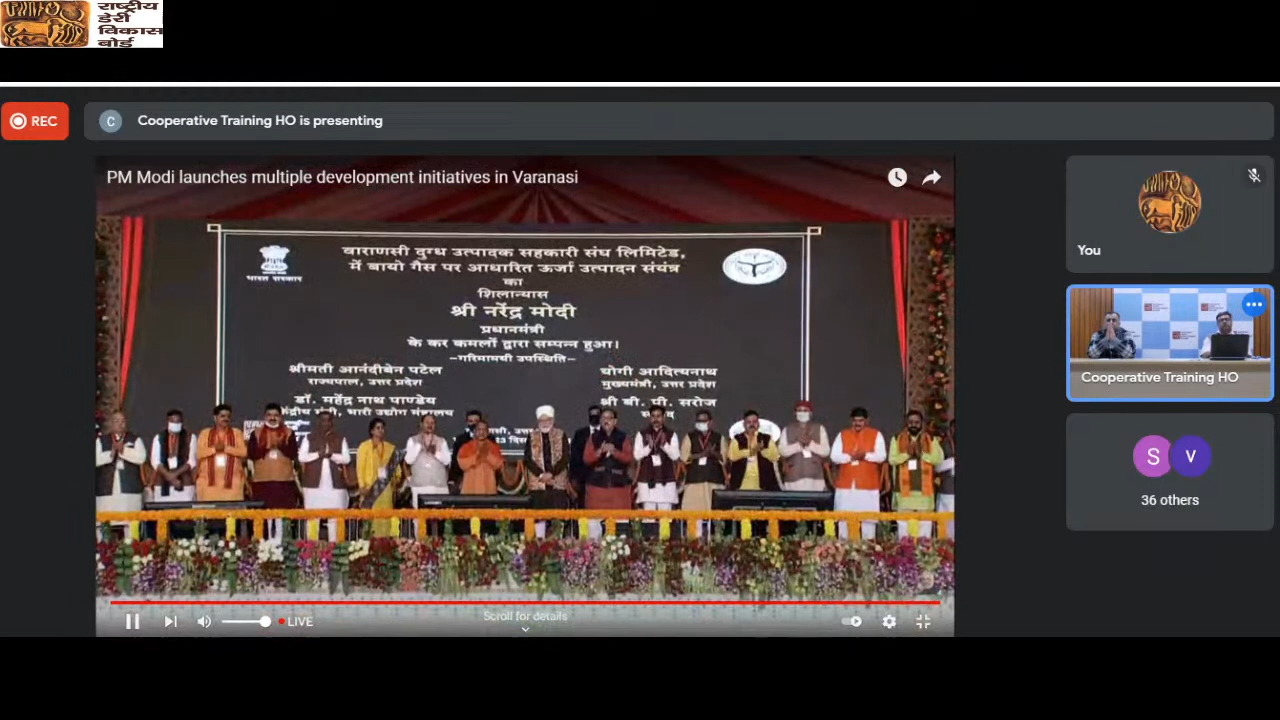 राष्ट्रीय
डेरी
विकास
बोर्ड
REC
C
Cooperative Training HO is presenting
PM Modi launches multiple development initiatives in Varanasi
वाराणसी दुग्ध उत्पादक सहकारी संघ लिमिटेड,
में बायो गैस पर आधारित ऊर्जा उत्पादन संयंत्र
का
शिलान्यास
श्री नरेंद्र मोदी
प्रधानमंत्री
के कर कमलों द्वारा सम्पन्न हुआ।
-गरिमामयी उपस्थिति-
भारत सरकार
श्रीमती आनंदीबेन पटेल
राज्यपाल, उत्तर प्रदेश
योगी आदित्यनाथ
मुख्यमंत्री, उत्तर प्रदेश
डॉ. महेंद्र नाथ पाण्डेय
केंद्रीय मंत्री, भारी उद्योग मंत्रालय
श्री बी. पी. सरोज
Scroll for details
LIVE
You
Cooperative Training HO
S
V
36 others